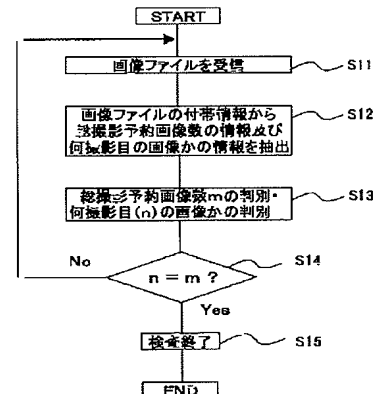 START
画像ファイルを受信
S11
画像ファイルの付帯情報から
総撮影予約画像数の情報及び
何撮影目の画像かの情報を抽出
S12
総撮影予約画像数mの判別・
何撮影目(n)の画像かの判別
S13
No
n = m ?
S14
Yes
検査終了
S15
END